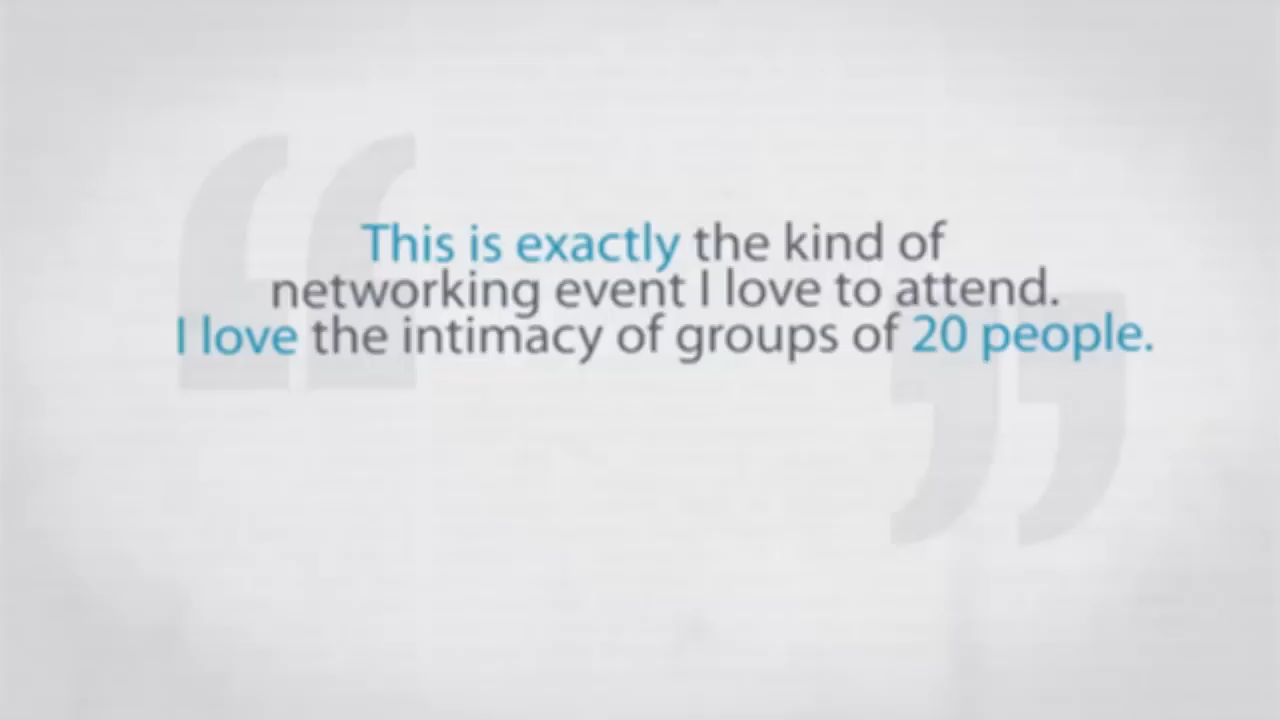 This is exactly the kind of
networking event I love to attend.
I love the intimacy of groups of 20 people.